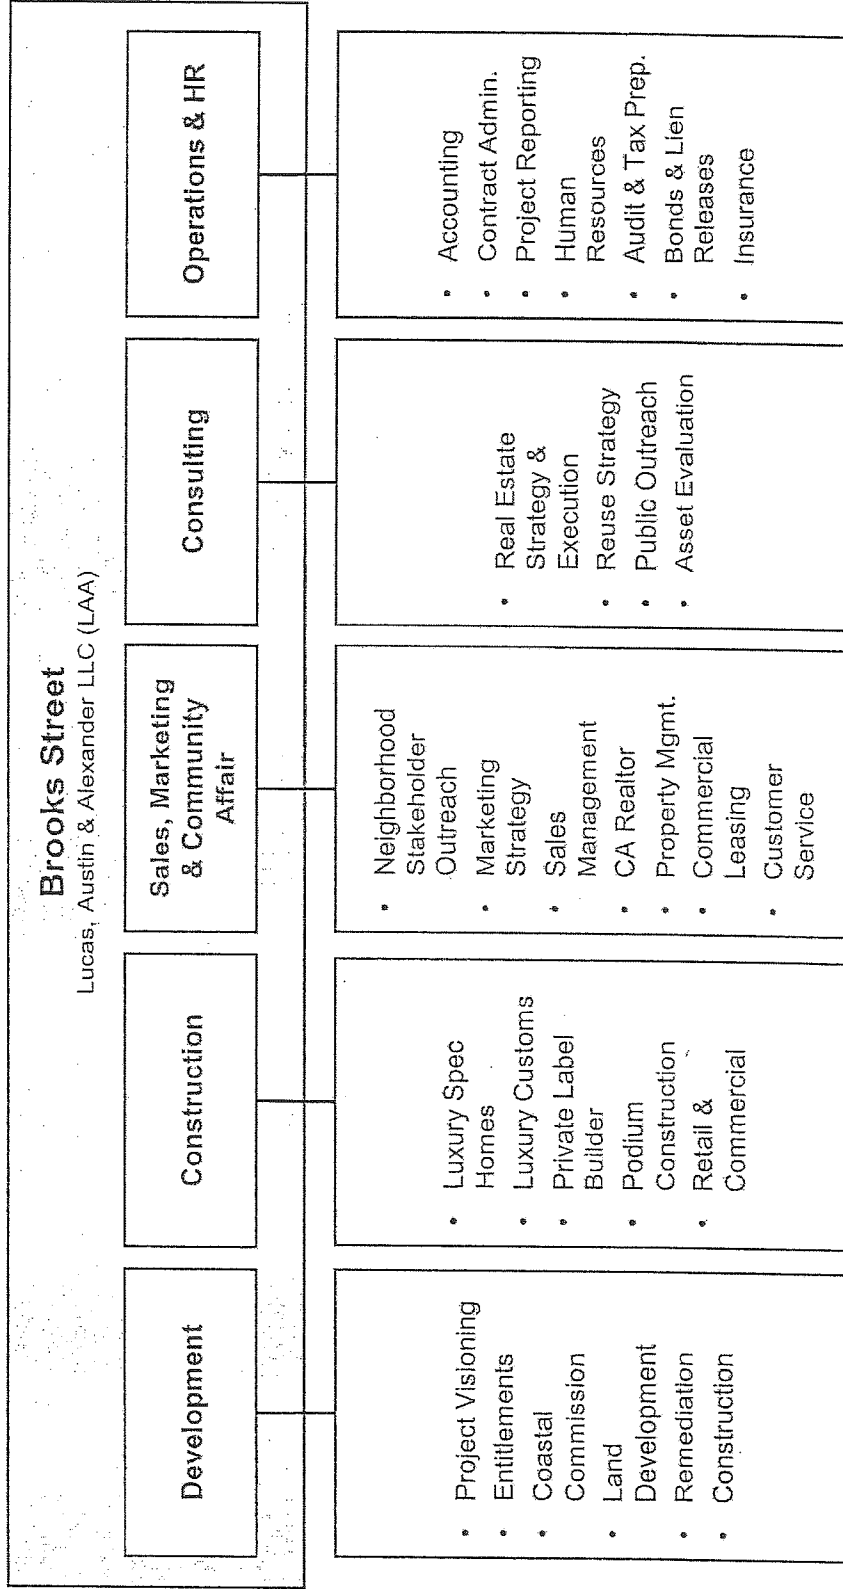 Brooks Street
Lucas, Austin & Alexander LLC (LAA)
Development
Construction
Sales, Marketing
& Community
Affair
Consulting
Operations & HR
• Project Visioning
• Entitlements
• Coastal
Commission
• Land
Development
• Remediation
• Construction
• Luxury Spec
Homes
• Luxury Customs
• Private Label
Builder
• Podium
Construction
• Retail &
Commercial
• Neighborhood
Stakeholder
Outreach
• Marketing
Strategy
• Sales
Management
• CA Realtor
• Property Mgmt.
• Commercial
Leasing
• Customer
Service
• Real Estate
Strategy &
Execution
• Reuse Strategy
• Public Outreach
• Asset Evaluation
• Accounting
• Contract Admin.
• Project Reporting
• Human
Resources
• Audit & Tax Prep.
• Bonds & Lien
Releases
• Insurance